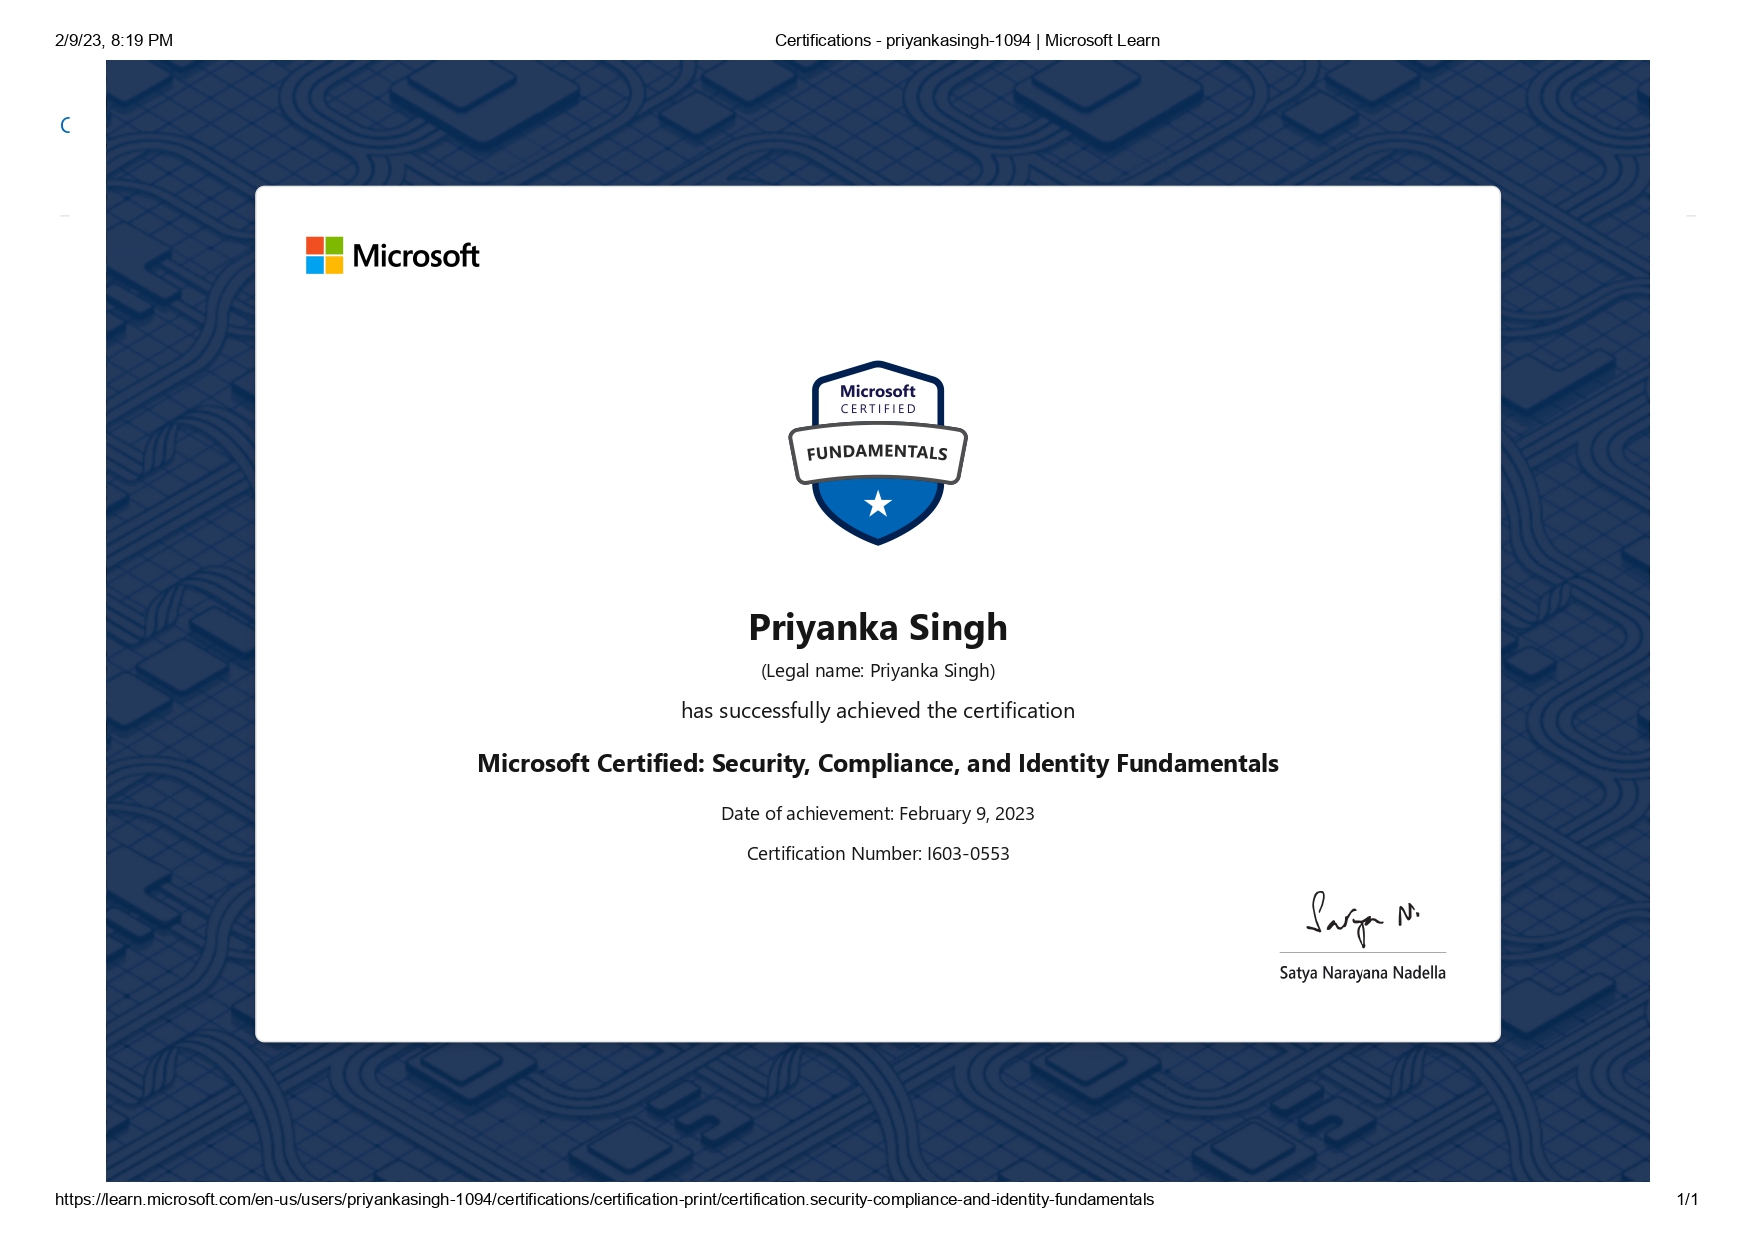 2/9/23, 8:19 PM
Certifications - priyankasingh-1094 | Microsoft Learn
Microsoft
Microsoft
CERTIFIED
FUNDAMENTALS
Priyanka Singh
(Legal name: Priyanka Singh)
has successfully achieved the certification
Microsoft Certified: Security, Compliance, and Identity Fundamentals
Date of achievement: February 9, 2023
Certification Number: I603-0553
Satya N.
Satya Narayana Nadella
https://learn.microsoft.com/en-us/users/priyankasingh-1094/certifications/certification-print/certification.security-compliance-and-identity-fundamentals
1/1